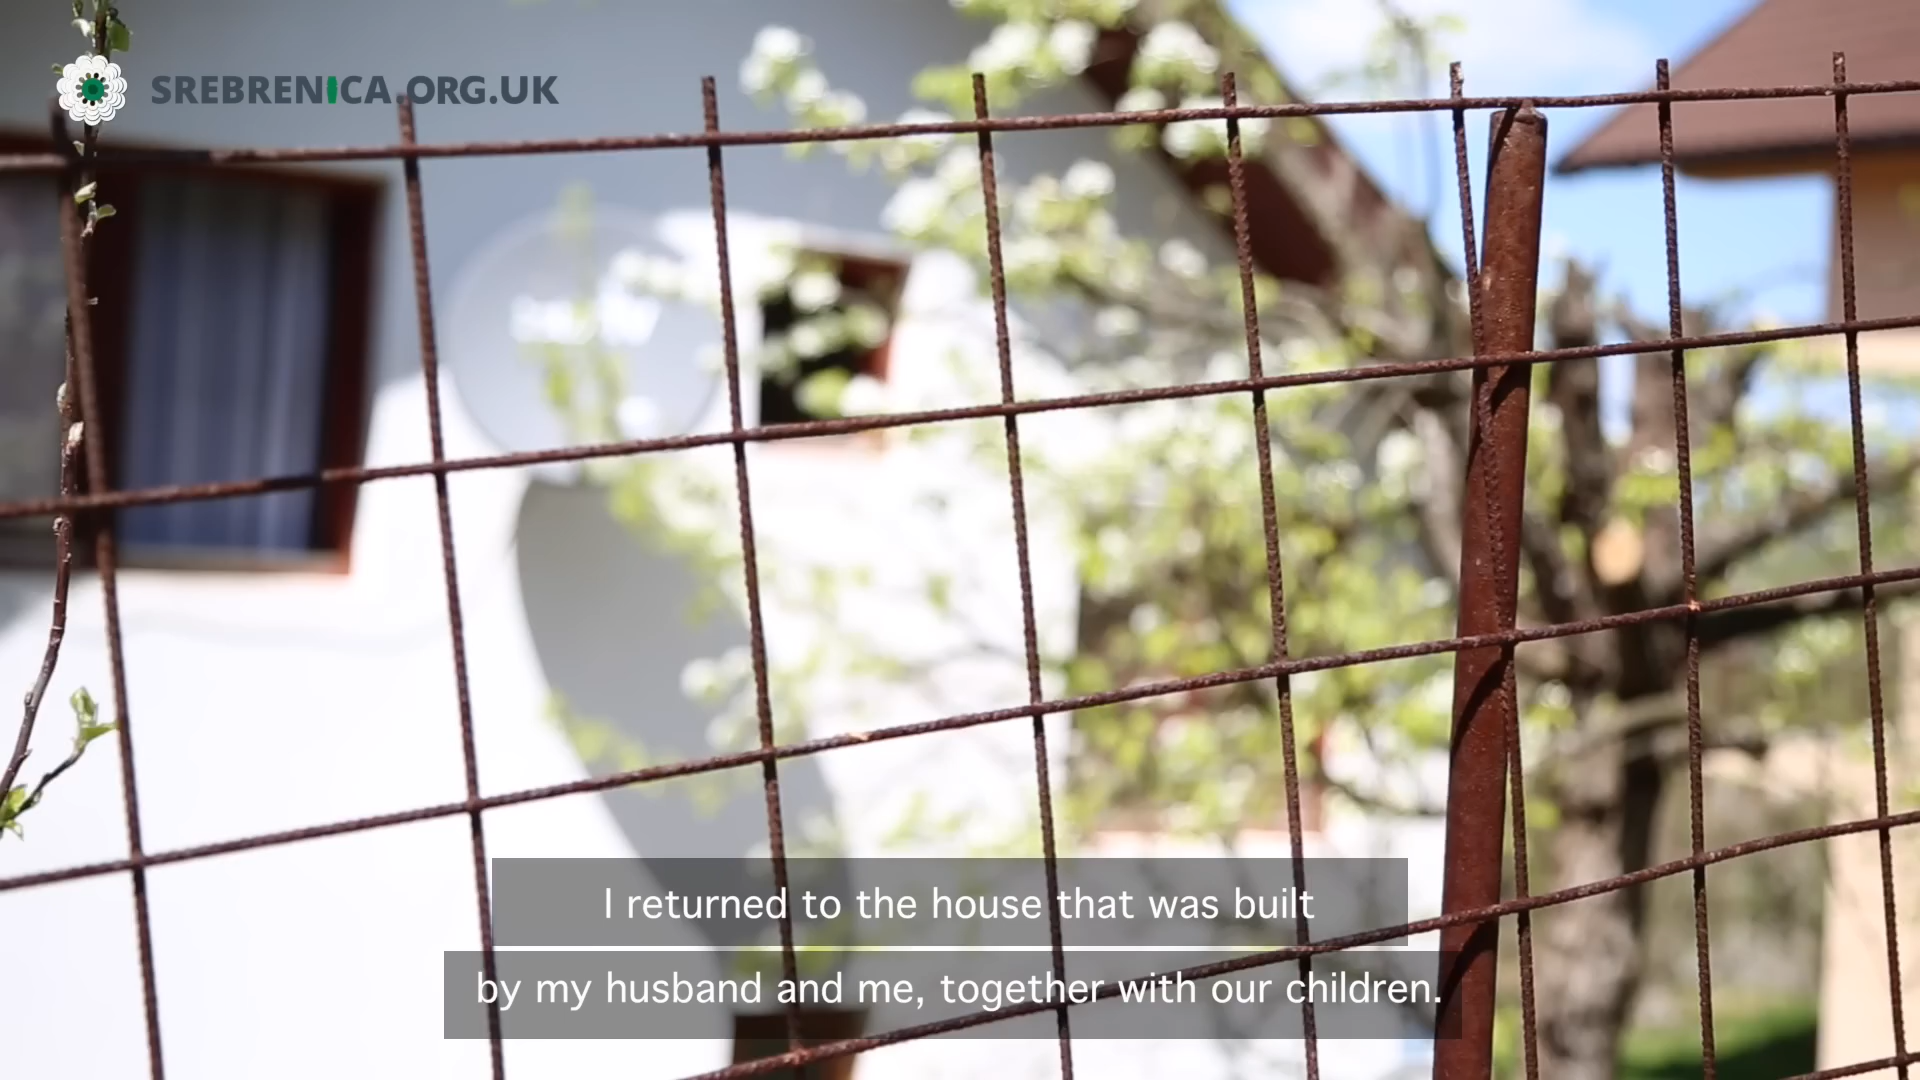 SREBRENICA.ORG.UK
I returned to the house that was built
by my husband and me, together with our children.